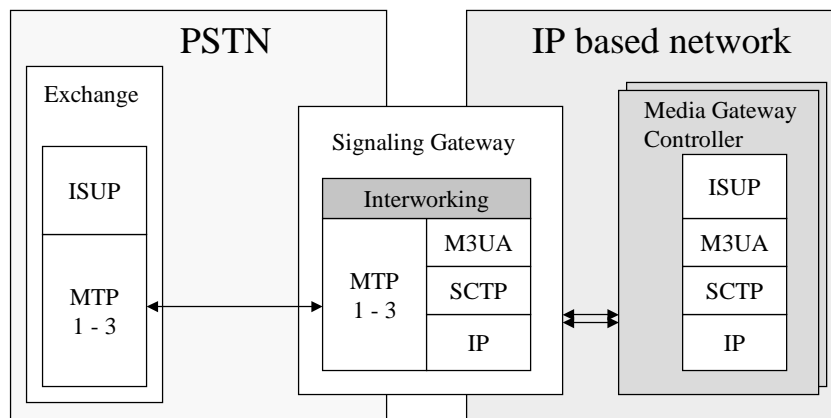 PSTN
IP based network
Exchange
ISUP
MTP
1 - 3
Signaling Gateway
Interworking
MTP
1 - 3
M3UA
SCTP
IP
Media Gateway
Controller
ISUP
M3UA
SCTP
IP